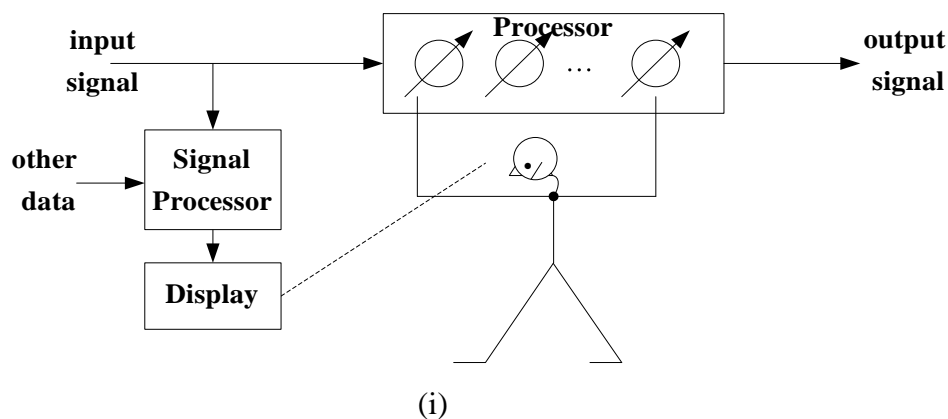 Processor
input
signal
…
output
signal
other
data
Signal
Processor
Display
(i)